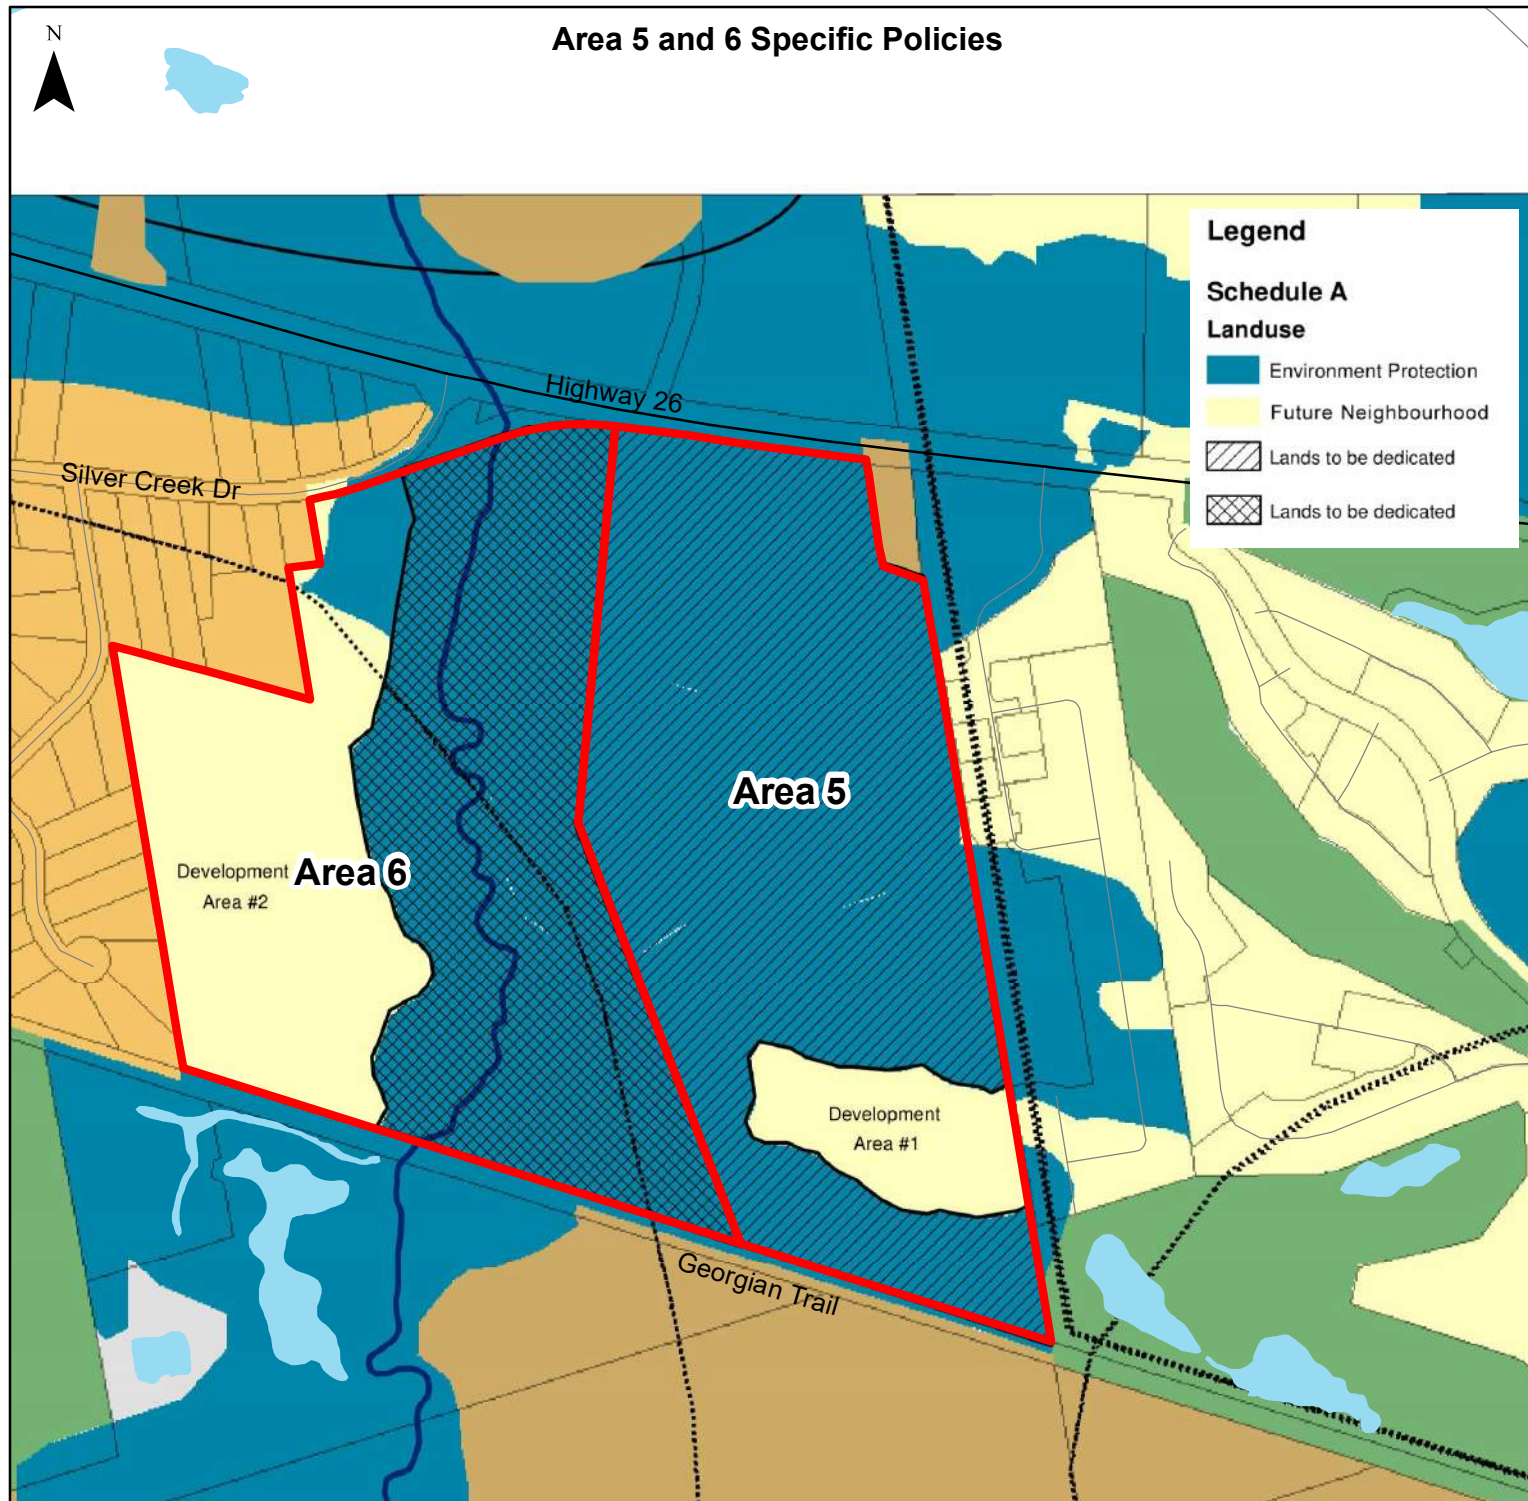 Area 5 and 6 Specific Policies
N
Legend
Schedule A
Landuse
Environment Protection
Future Neighbourhood
Lands to be dedicated
Lands to be dedicated
Highway 26
Silver Creek Dr
Area 5
Development
Area #2
Area 6
Development
Area #1
Georgian Trail